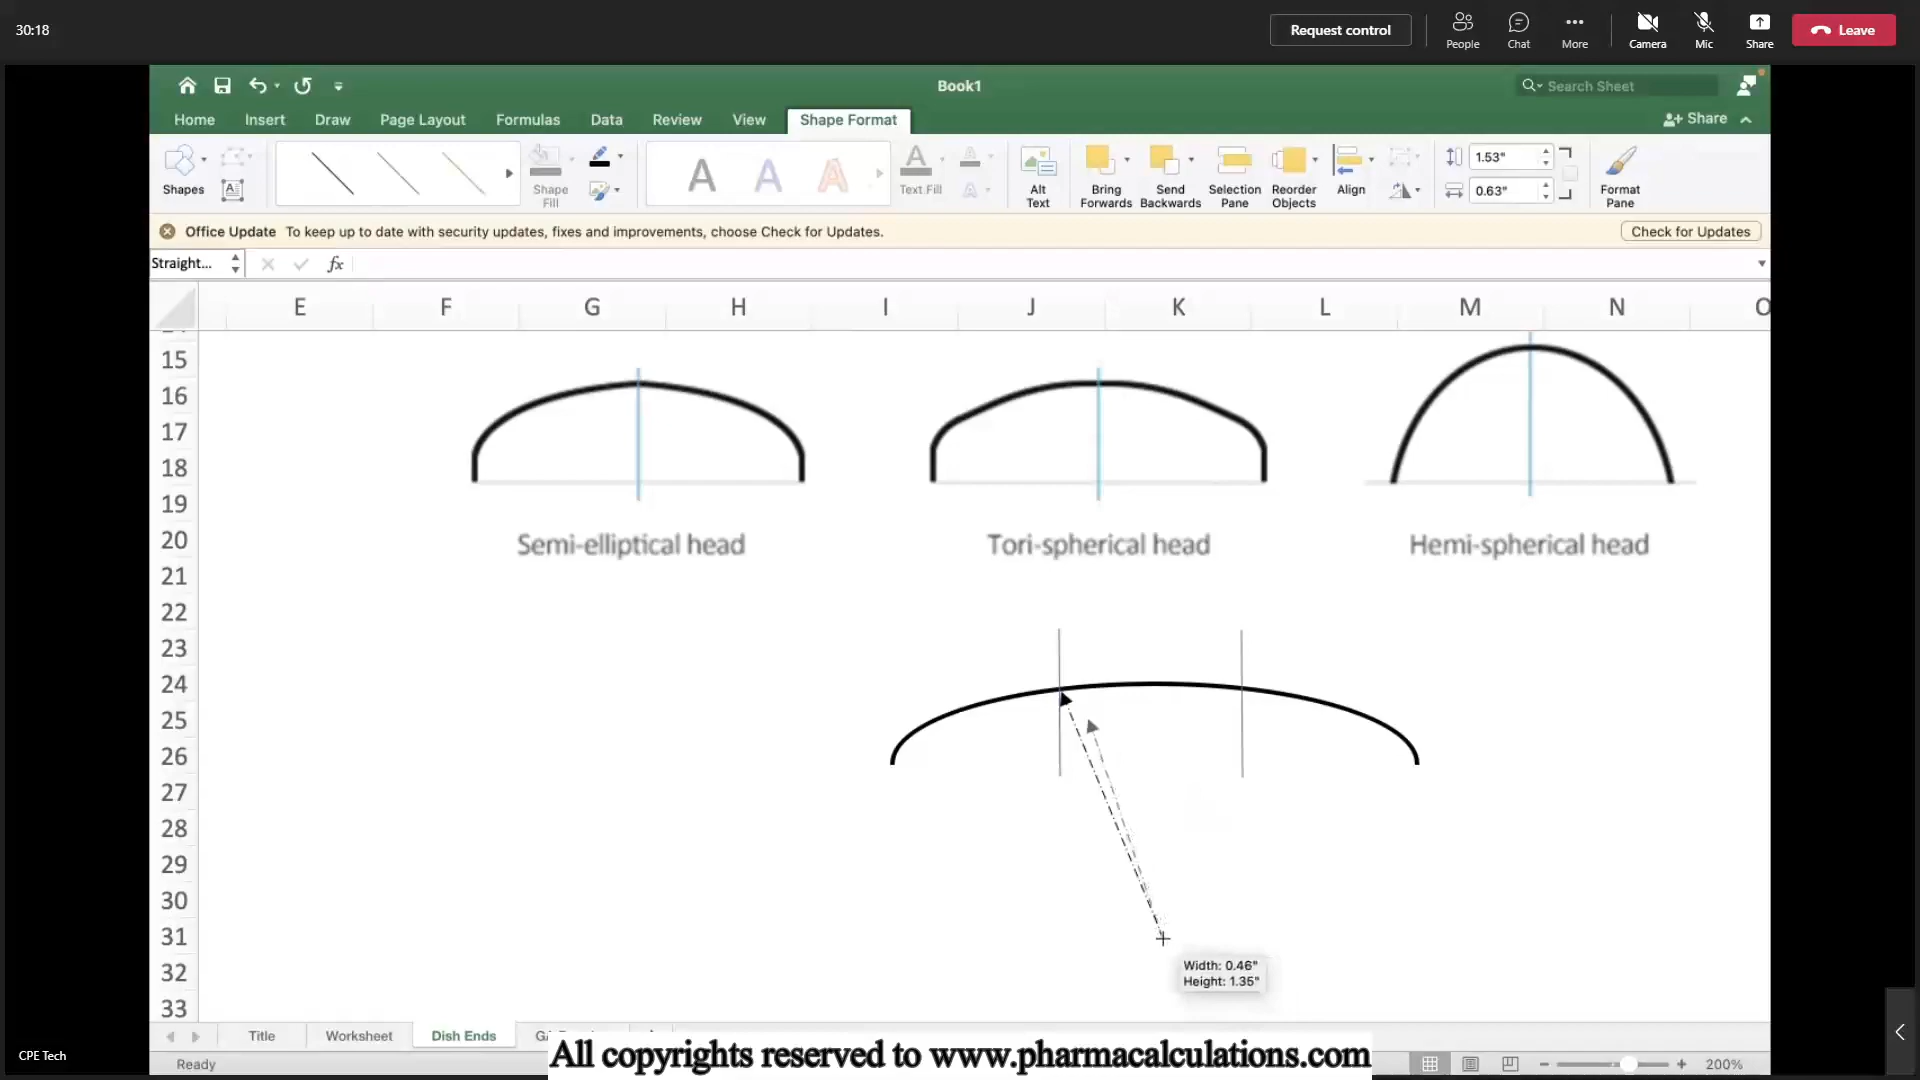 30:18
Request control
People
Chat
More
Camera
Mic
Share
Leave
Book1
Search Sheet
Home
Insert
Draw
Page Layout
Formulas
Data
Review
View
Shape Format
Share
Shapes
A
Shape Fill
A
A
A
A
Text Fill
A
A
Alt Text
Bring Forwards
Send Backwards
Selection Pane
Reorder Objects
Align
1.53"
0.63"
Format Pane
Office Update To keep up to date with security updates, fixes and improvements, choose Check for Updates.
Check for Updates
Straight...
fx
E F G H I J K L M N O
15
16
17
18
19
20
21
22
23
24
25
26
27
28
29
30
31
32
33
Semi-elliptical head
Tori-spherical head
Hemi-spherical head
Width: 0.46"
Height: 1.35"
Title
Worksheet
Dish Ends
CPE Tech
Ready
All copyrights reserved to www.pharmacalculations.com
200%